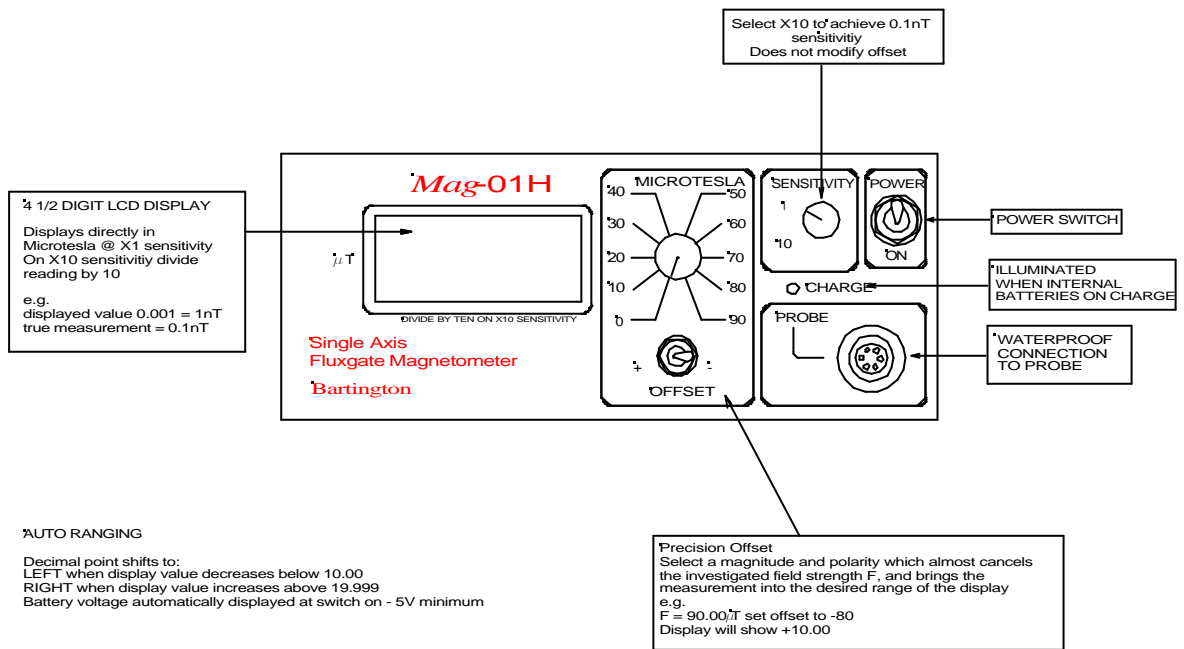 Select X10 to achieve 0.1nT
sensitivitiy
Does not modify offset
4 1/2 DIGIT LCD DISPLAY
Displays directly in
Microtesla @ X1 sensitivity
On X10 sensitivitiy divide
reading by 10
e.g.
displayed value 0.001 = 1nT
true measurement = 0.1nT
Mag-01H
μT
DIVIDE BY TEN ON X10 SENSITIVITY
Single Axis
Fluxgate Magnetometer
Bartington
MICROTESLA
40 50
30 60
20 70
10 80
0 90
+ -
OFFSET
SENSITIVITY
1
10
POWER
ON
CHARGE
PROBE
POWER SWITCH
ILLUMINATED
WHEN INTERNAL
BATTERIES ON CHARGE
WATERPROOF
CONNECTION
TO PROBE
AUTO RANGING
Decimal point shifts to:
LEFT when display value decreases below 10.00
RIGHT when display value increases above 19.999
Battery voltage automatically displayed at switch on - 5V minimum
Precision Offset
Select a magnitude and polarity which almost cancels
the investigated field strength F, and brings the
measurement into the desired range of the display
e.g.
F = 90.00μT set offset to -80
Display will show +10.00